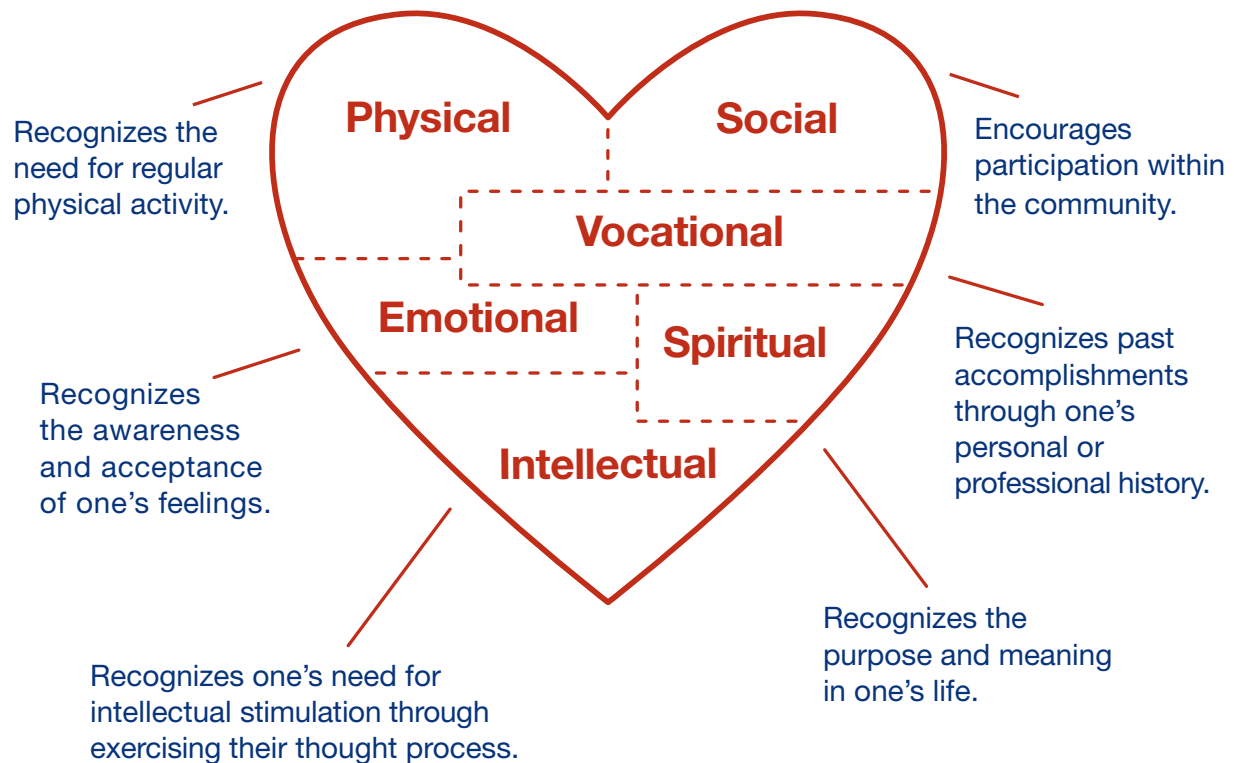 Physical
Social
Vocational
Emotional
Spiritual
Intellectual
Recognizes the
need for regular
physical activity.
Encourages
participation within
the community.
Recognizes past
accomplishments
through one’s
personal or
professional history.
Recognizes
the awareness
and acceptance
of one’s feelings.
Recognizes the
purpose and meaning
in one’s life.
Recognizes one’s need for
intellectual stimulation through
exercising their thought process.